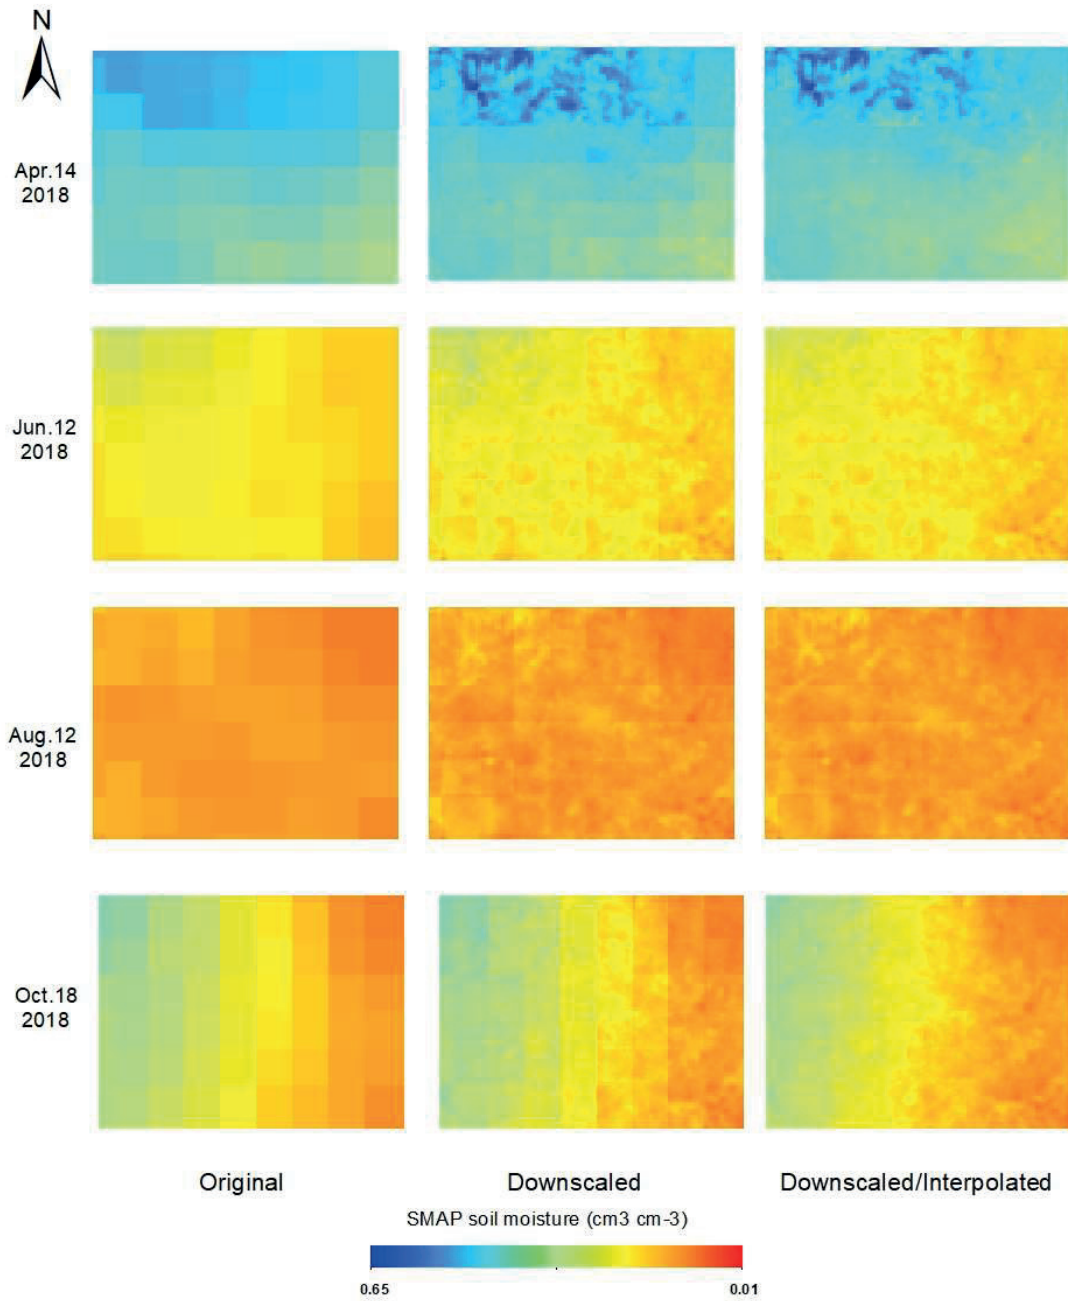 N
Apr.14
2018
Jun.12
2018
Aug.12
2018
Oct.18
2018
Original Downscaled Downscaled/Interpolated
SMAP soil moisture (cm3 cm-3)
0.65 0.01